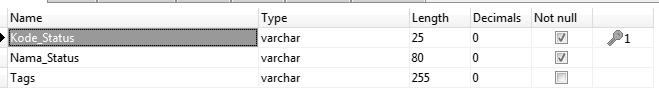 Name Type Length Decimals Not null
Kode_Status varchar 25 0 1
Nama_Status varchar 80 0
Tags varchar 255 0